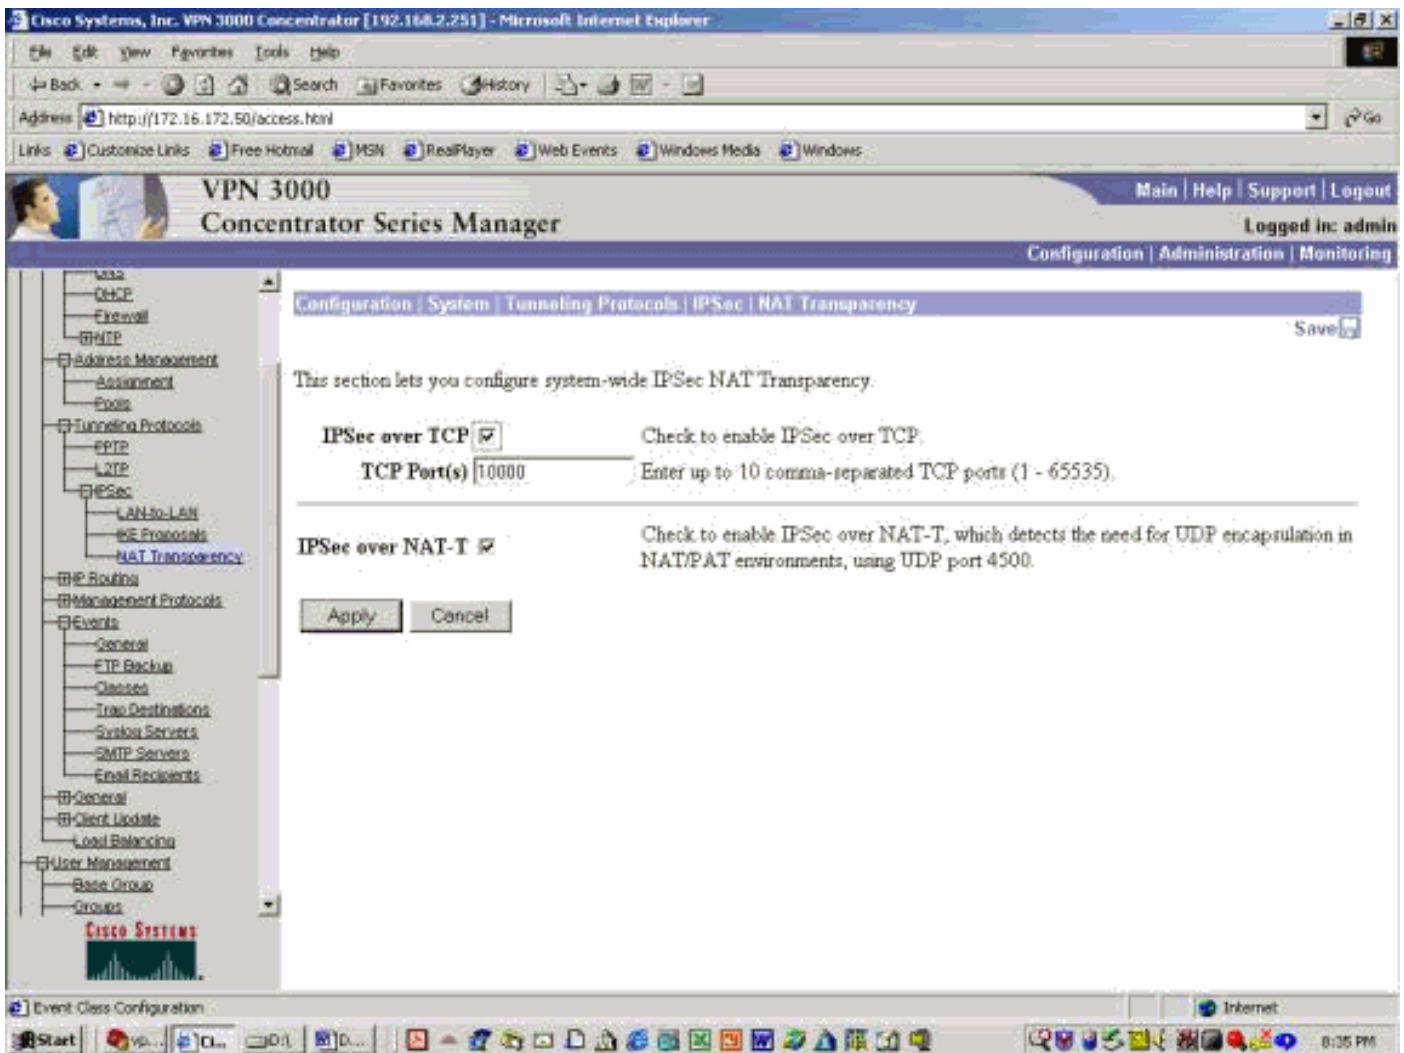 Cisco Systems, Inc. VPN 3000 Concentrator [192.168.2.251] - Microsoft Internet Explorer
File Edit View Favorites Tools Help
Back Search Favorites History
Address http://172.16.172.50/access.html Go
Links Customize Links Free Hotmail MSN RealPlayer Web Events Windows Media Windows
VPN 3000
Concentrator Series Manager
Main | Help | Support | Logout
Logged in: admin
Configuration | Administration | Monitoring
DHCP
Firewall
NTP
Address Management
Assignment
Pools
Tunneling Protocols
PPTP
L2TP
IPSec
LAN-to-LAN
IKE Proposals
NAT Transparency
IP Routing
Management Protocols
Events
General
FTP Backup
Classes
Trap Destinations
Syslog Servers
SMTP Servers
Email Recipients
General
Client Update
Load Balancing
User Management
Base Group
Groups
CISCO SYSTEMS
Configuration | System | Tunneling Protocols | IPSec | NAT Transparency
Save
This section lets you configure system-wide IPSec NAT Transparency.
IPSec over TCP Check to enable IPSec over TCP.
TCP Port(s) 10000 Enter up to 10 comma-separated TCP ports (1 - 65535).
IPSec over NAT-T Check to enable IPSec over NAT-T, which detects the need for UDP encapsulation in
NAT/PAT environments, using UDP port 4500.
Apply Cancel
Event Class Configuration Internet
Start vp... Ci... D:\ D... 8:35 PM